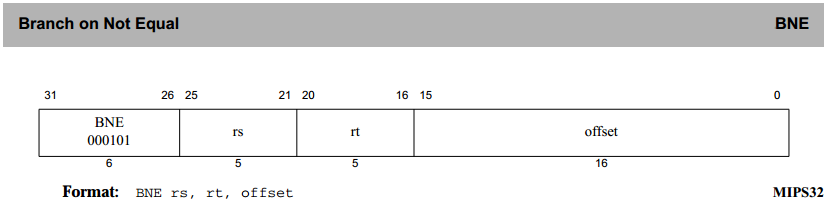 Branch on Not Equal BNE
31 26 25 21 20 16 15 0
BNE
000101 rs rt offset
6 5 5 16
Format: BNE rs, rt, offset MIPS32